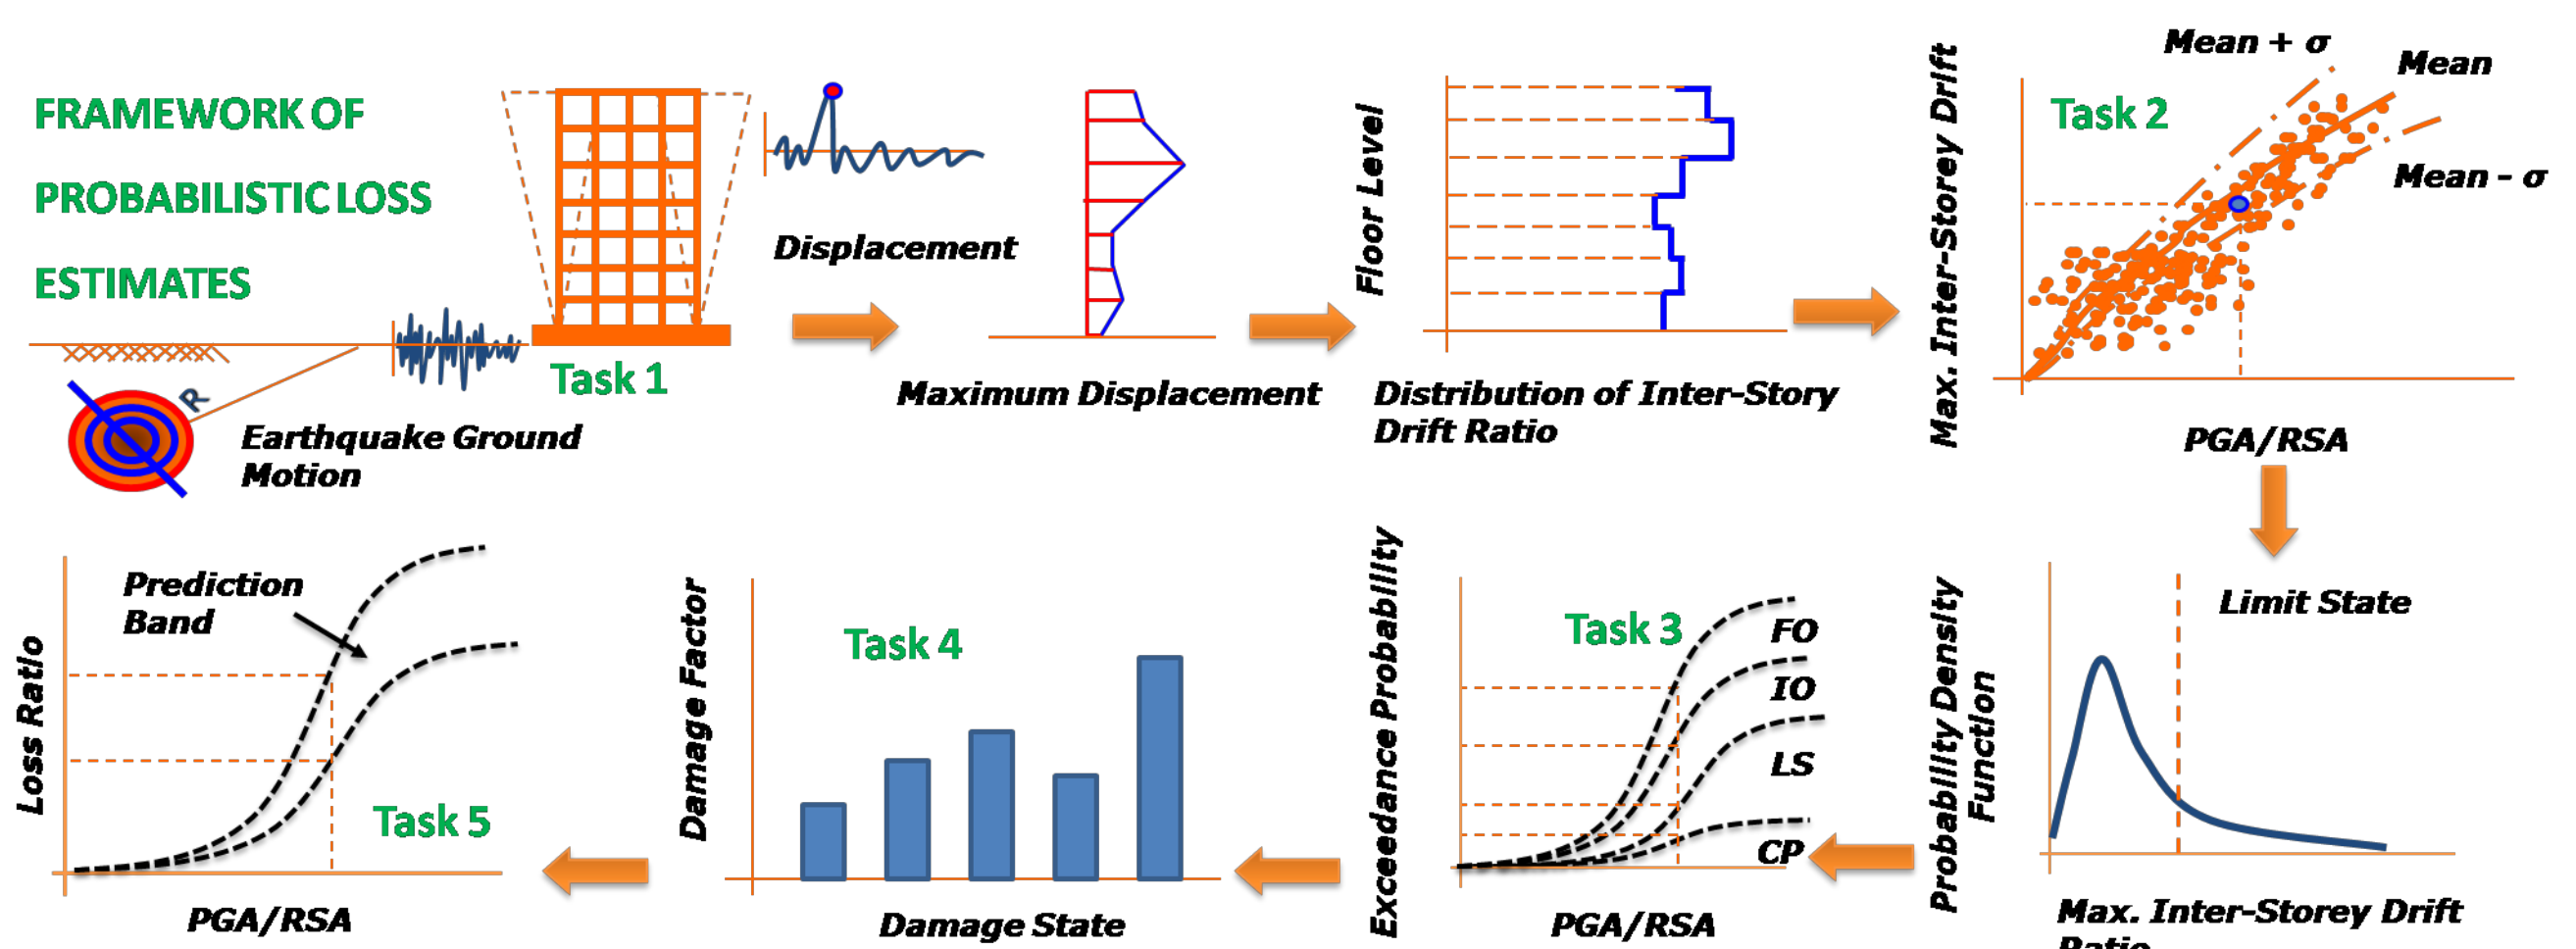 FRAMEWORK OF
PROBABILISTIC LOSS
ESTIMATES
R
Earthquake Ground
Motion
Task 1
Displacement
Maximum Displacement
Floor Level
Distribution of Inter-Story
Drift Ratio
Max. Inter-Storey Drift
Task 2
Mean + σ
Mean
Mean - σ
PGA/RSA
Probability Density
Function
Limit State
Max. Inter-Storey Drift
Ratio
Exceedance Probability
Task 3
FO
IO
LS
CP
PGA/RSA
Damage Factor
Task 4
Damage State
Loss Ratio
Prediction
Band
Task 5
PGA/RSA